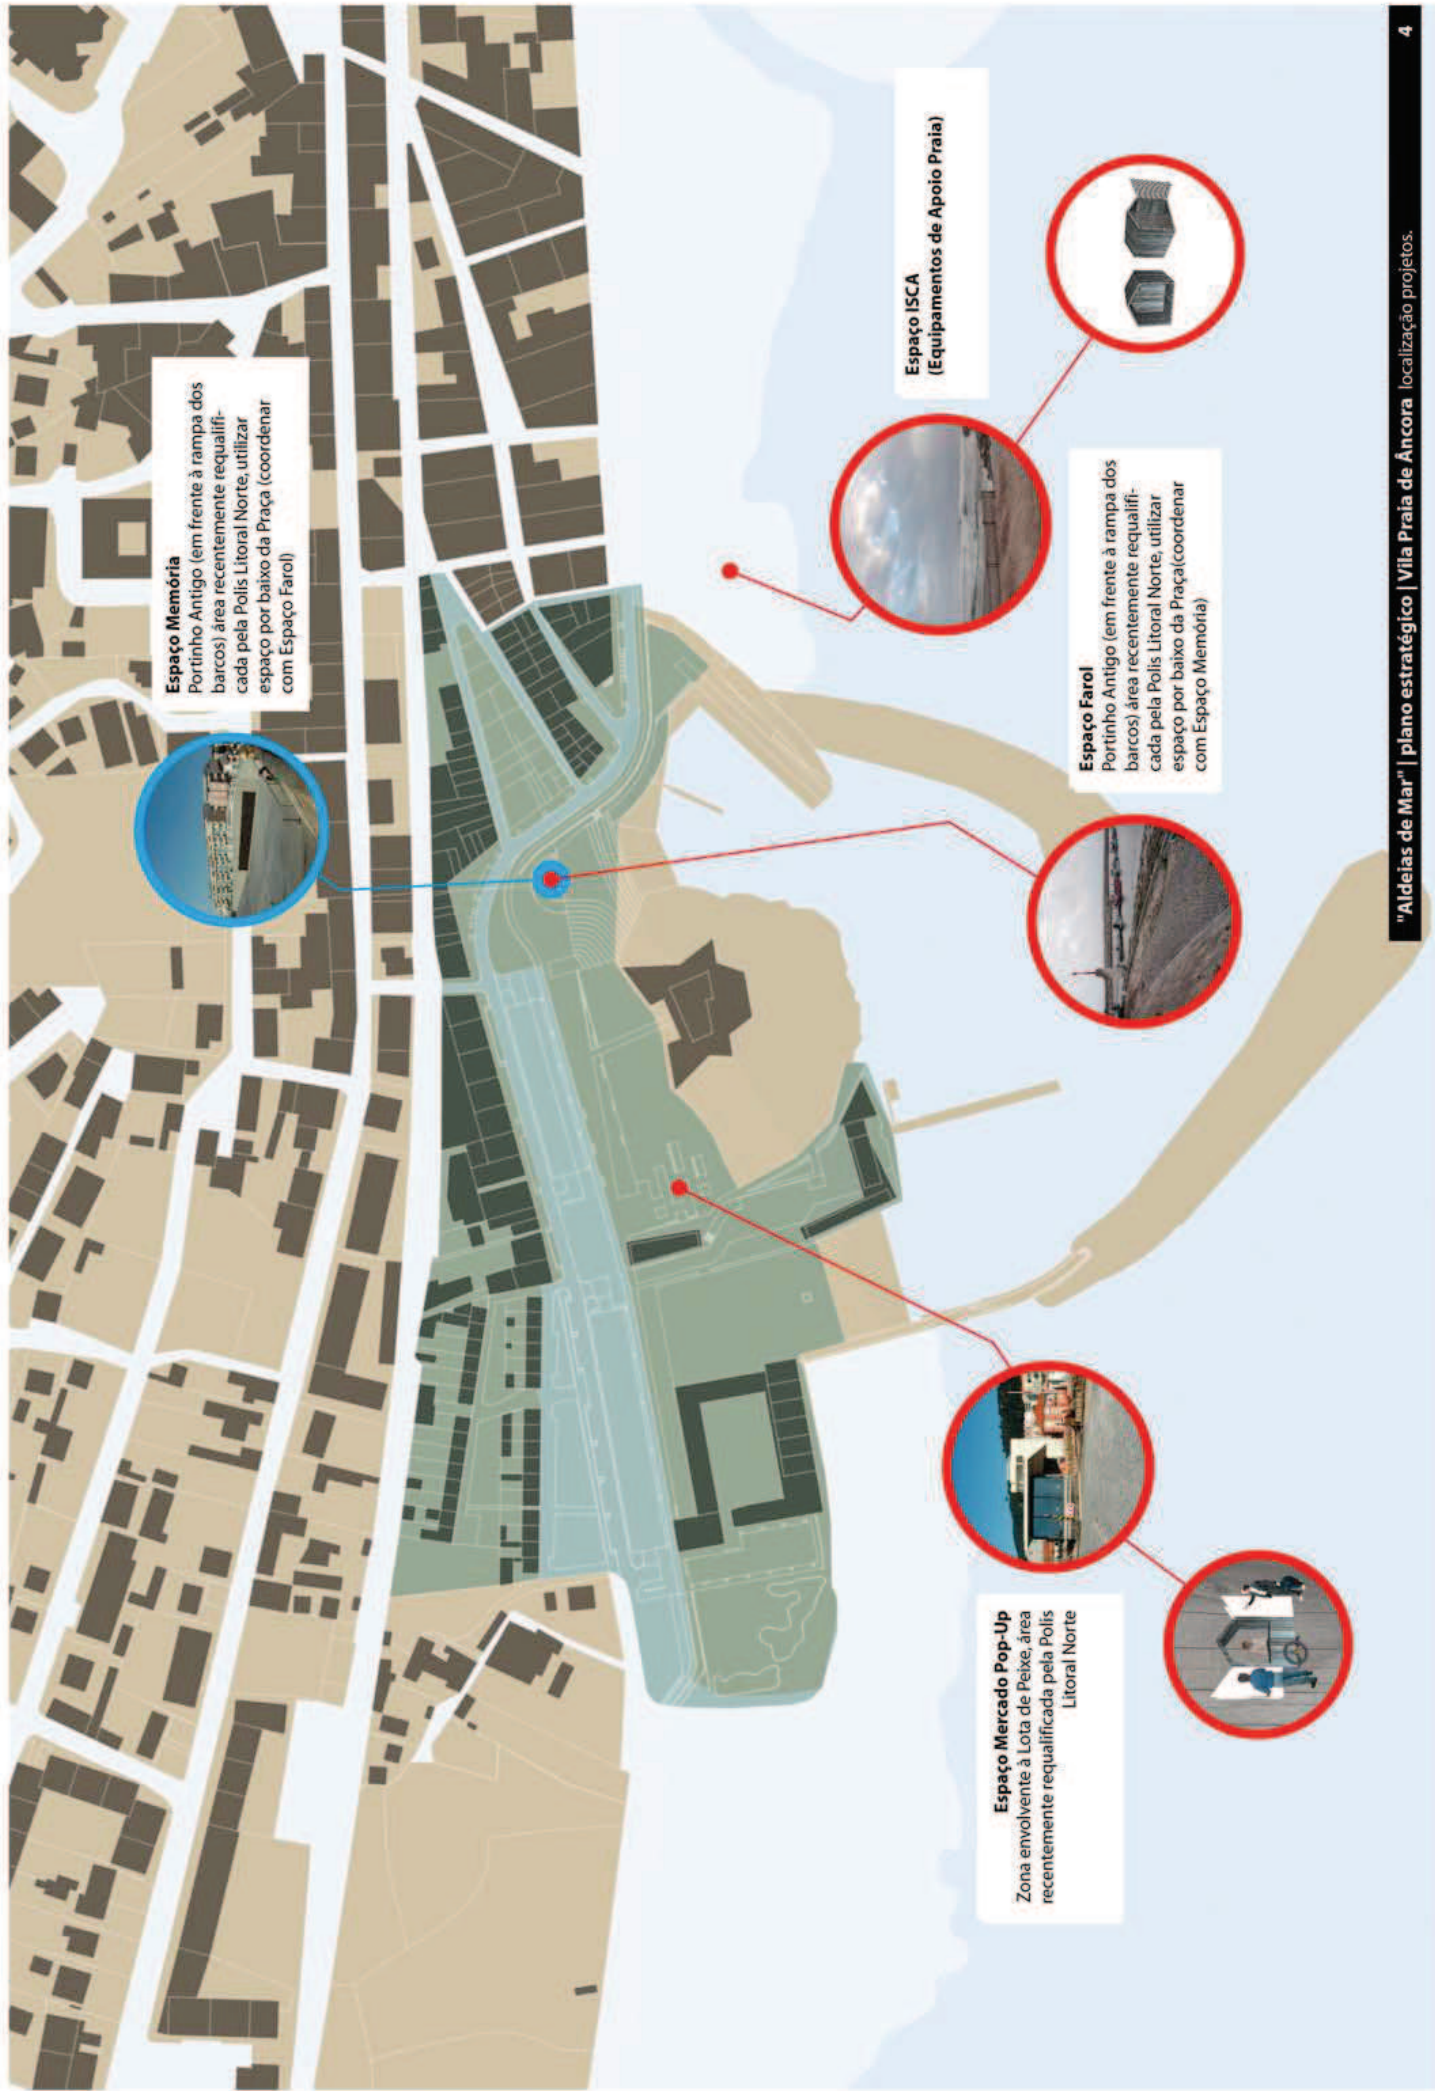 Espaço Memória
Portinho Antigo (em frente à rampa dos
barcos) área recentemente requalifi-
cada pela Polis Litoral Norte, utilizar
espaço por baixo da Praça (coordenar
com Espaço Farol)
Espaço Mercado Pop-Up
Zona envolvente à Lota de Peixe, área
recentemente requalificada pela Polis
Litoral Norte
Espaço Farol
Portinho Antigo (em frente à rampa dos
barcos) área recentemente requalifi-
cada pela Polis Litoral Norte, utilizar
espaço por baixo da Praça(coordenar
com Espaço Memória)
Espaço ISCA
(Equipamentos de Apoio Praia)
"Aldeias de Mar" | plano estratégico | Vila Praia de Âncora localização projetos. 4